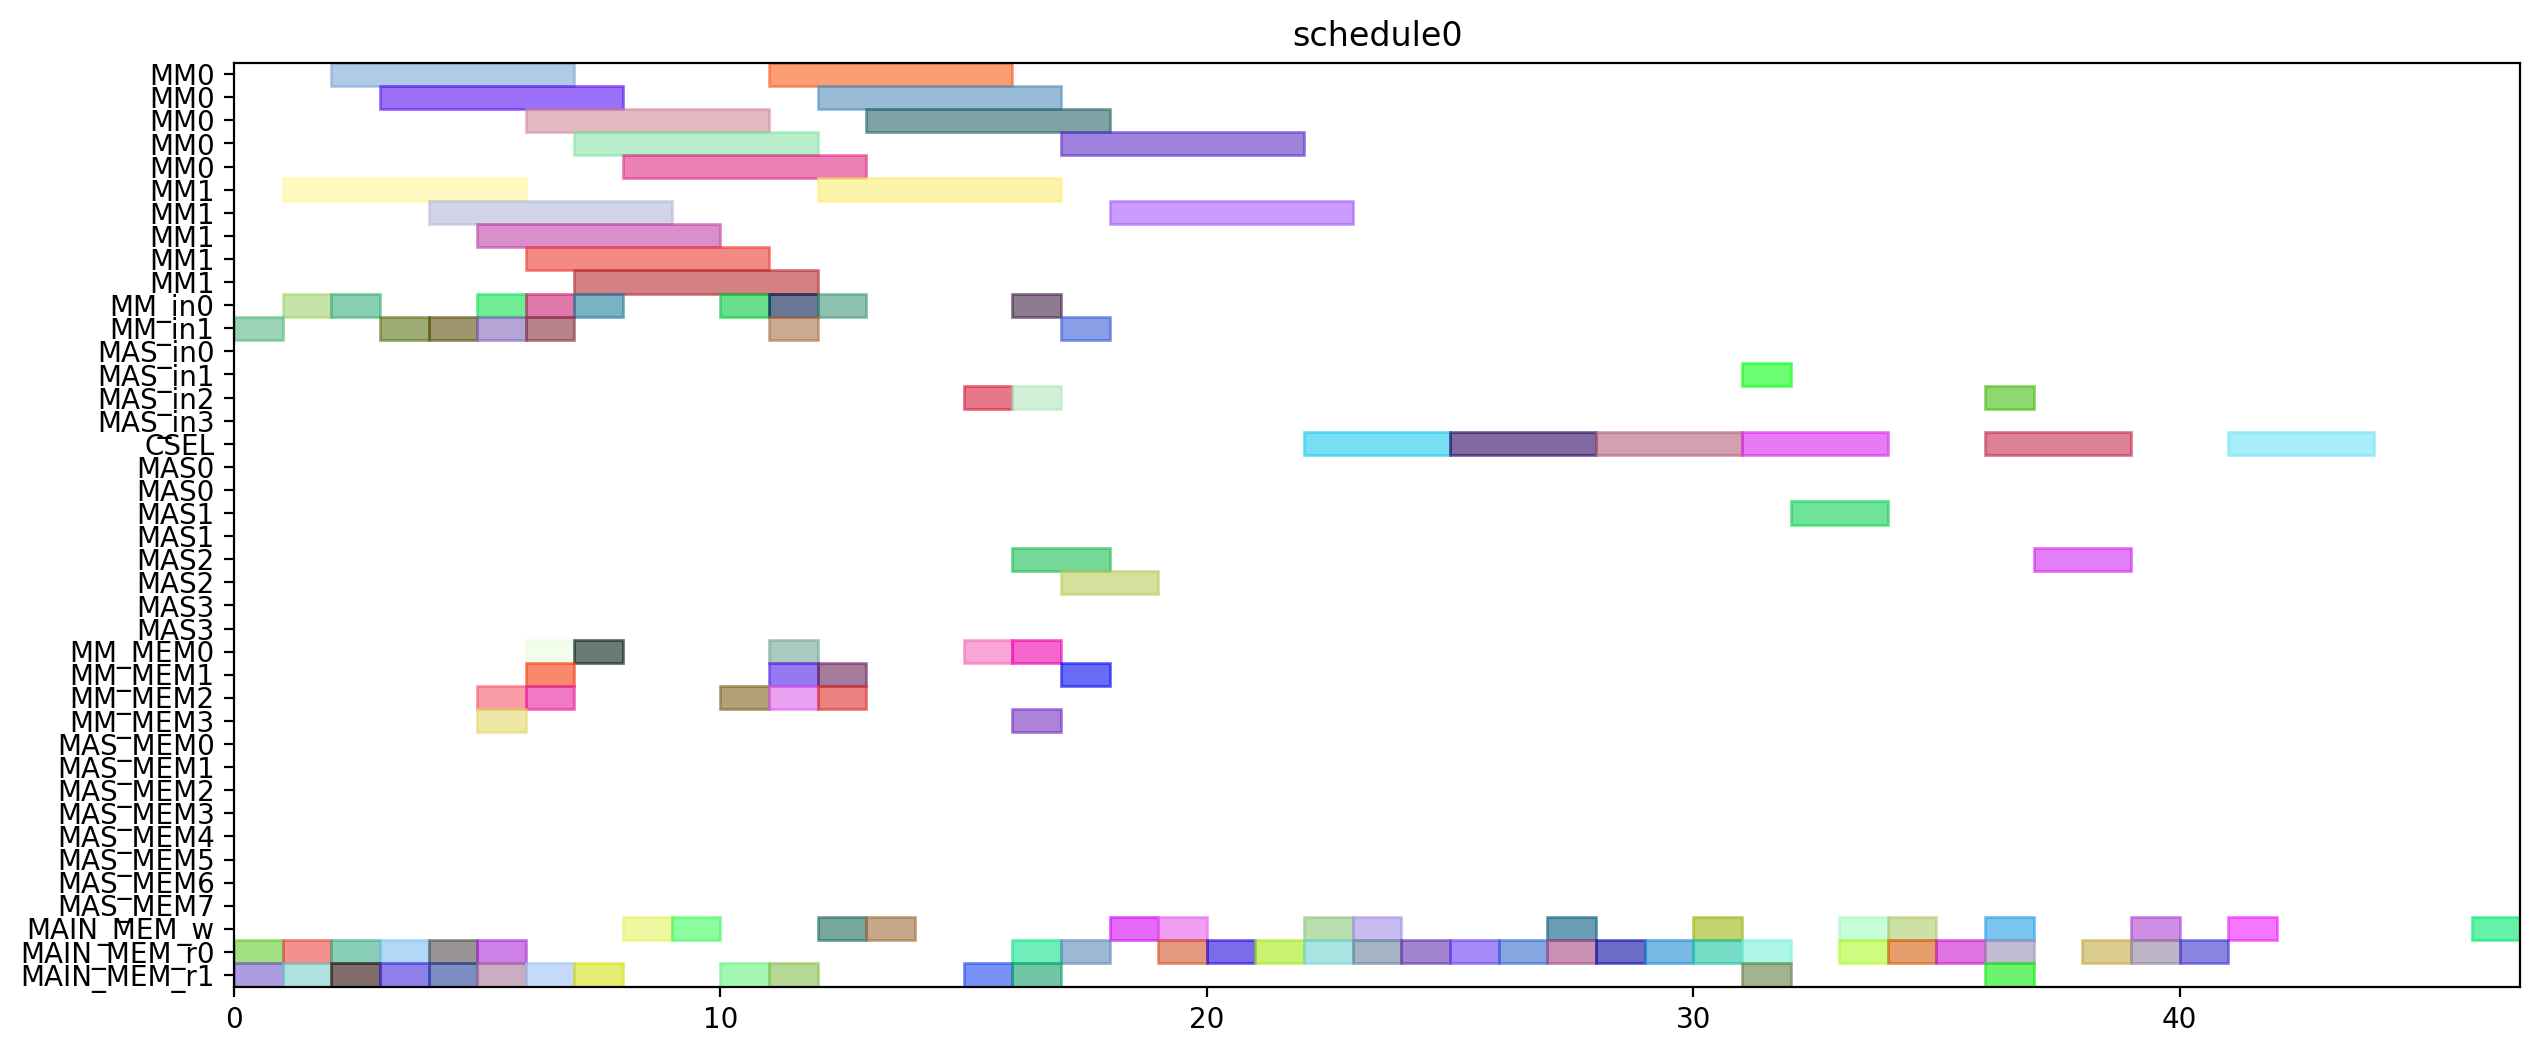 schedule0
MM0
MM0
MM0
MM0
MM0
MM1
MM1
MM1
MM1
MM1
MM_in0
MM_in1
MAS_in0
MAS_in1
MAS_in2
MAS_in3
CSEL
MAS0
MAS0
MAS1
MAS1
MAS2
MAS2
MAS3
MAS3
MM_MEM0
MM_MEM1
MM_MEM2
MM_MEM3
MAS_MEM0
MAS_MEM1
MAS_MEM2
MAS_MEM3
MAS_MEM4
MAS_MEM5
MAS_MEM6
MAS_MEM7
MAIN_MEM_w
MAIN_MEM_r0
MAIN_MEM_r1
0 10 20 30 40